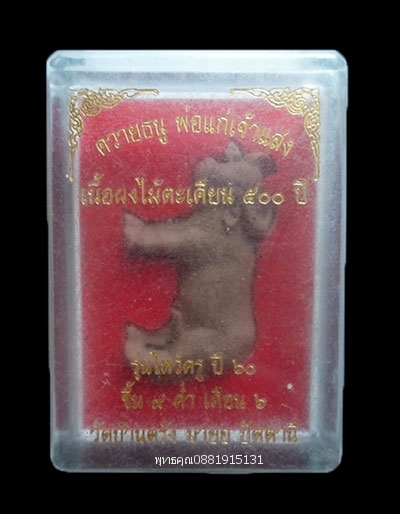 ควายธนู พ่อแก่เจ้าแสง
เนื้อผงไม้ตะเคียน ๕๐๐ ปี
รุ่นไหว้ครู ปี ๖๐
ขึ้น ๙ ค่ำ เดือน ๖
วัดบ้านตรัง มายอ ปัตตานี
พุทธคุณ0881915131